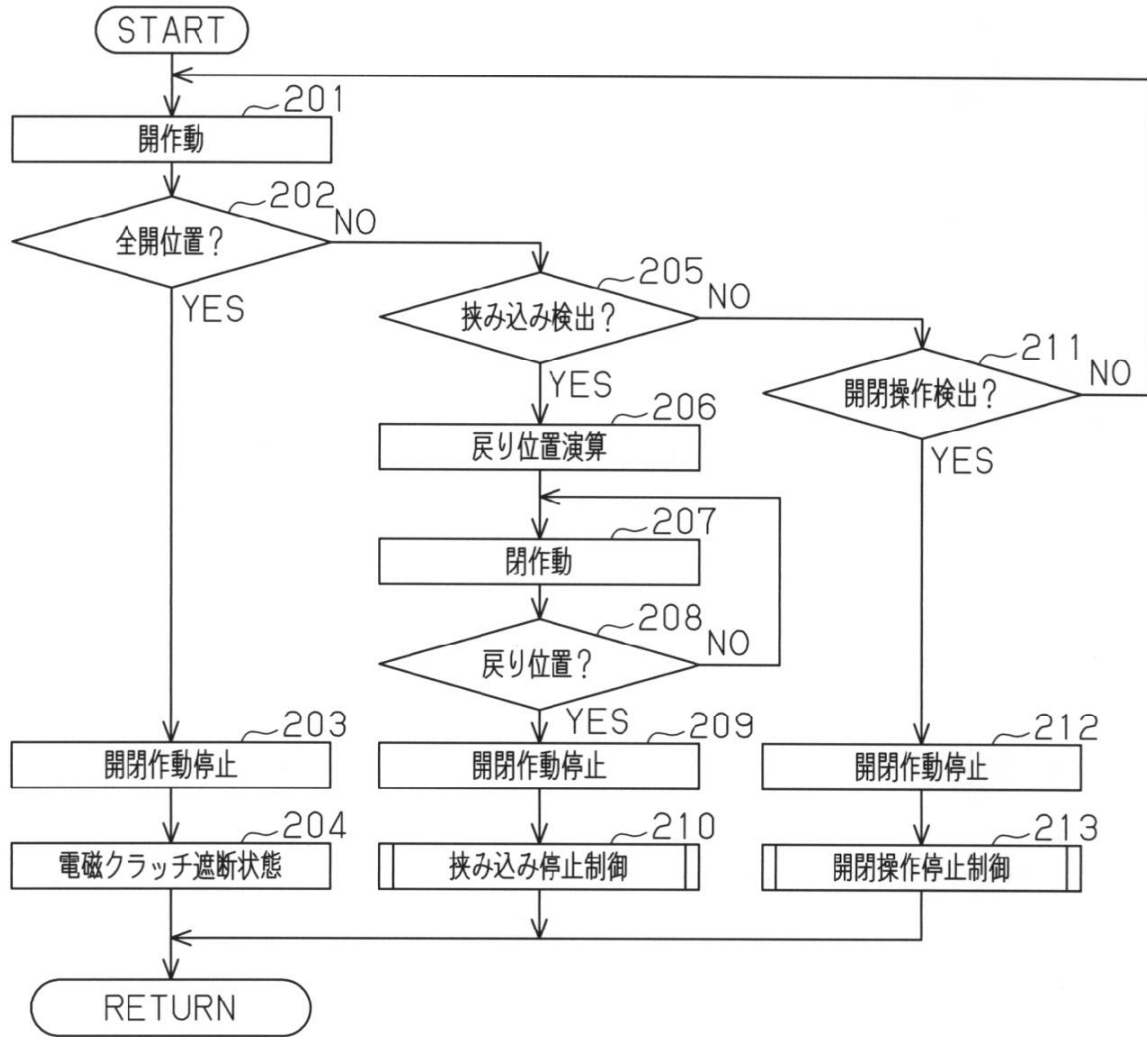 START
201
開作動
202
全開位置?
NO
YES
205
挟み込み検出?
NO
YES
211
開閉操作検出?
NO
YES
206
戻り位置演算
207
閉作動
208
戻り位置?
NO
YES
203
開閉作動停止
209
開閉作動停止
212
開閉作動停止
204
電磁クラッチ遮断状態
210
挟み込み停止制御
213
開閉操作停止制御
RETURN